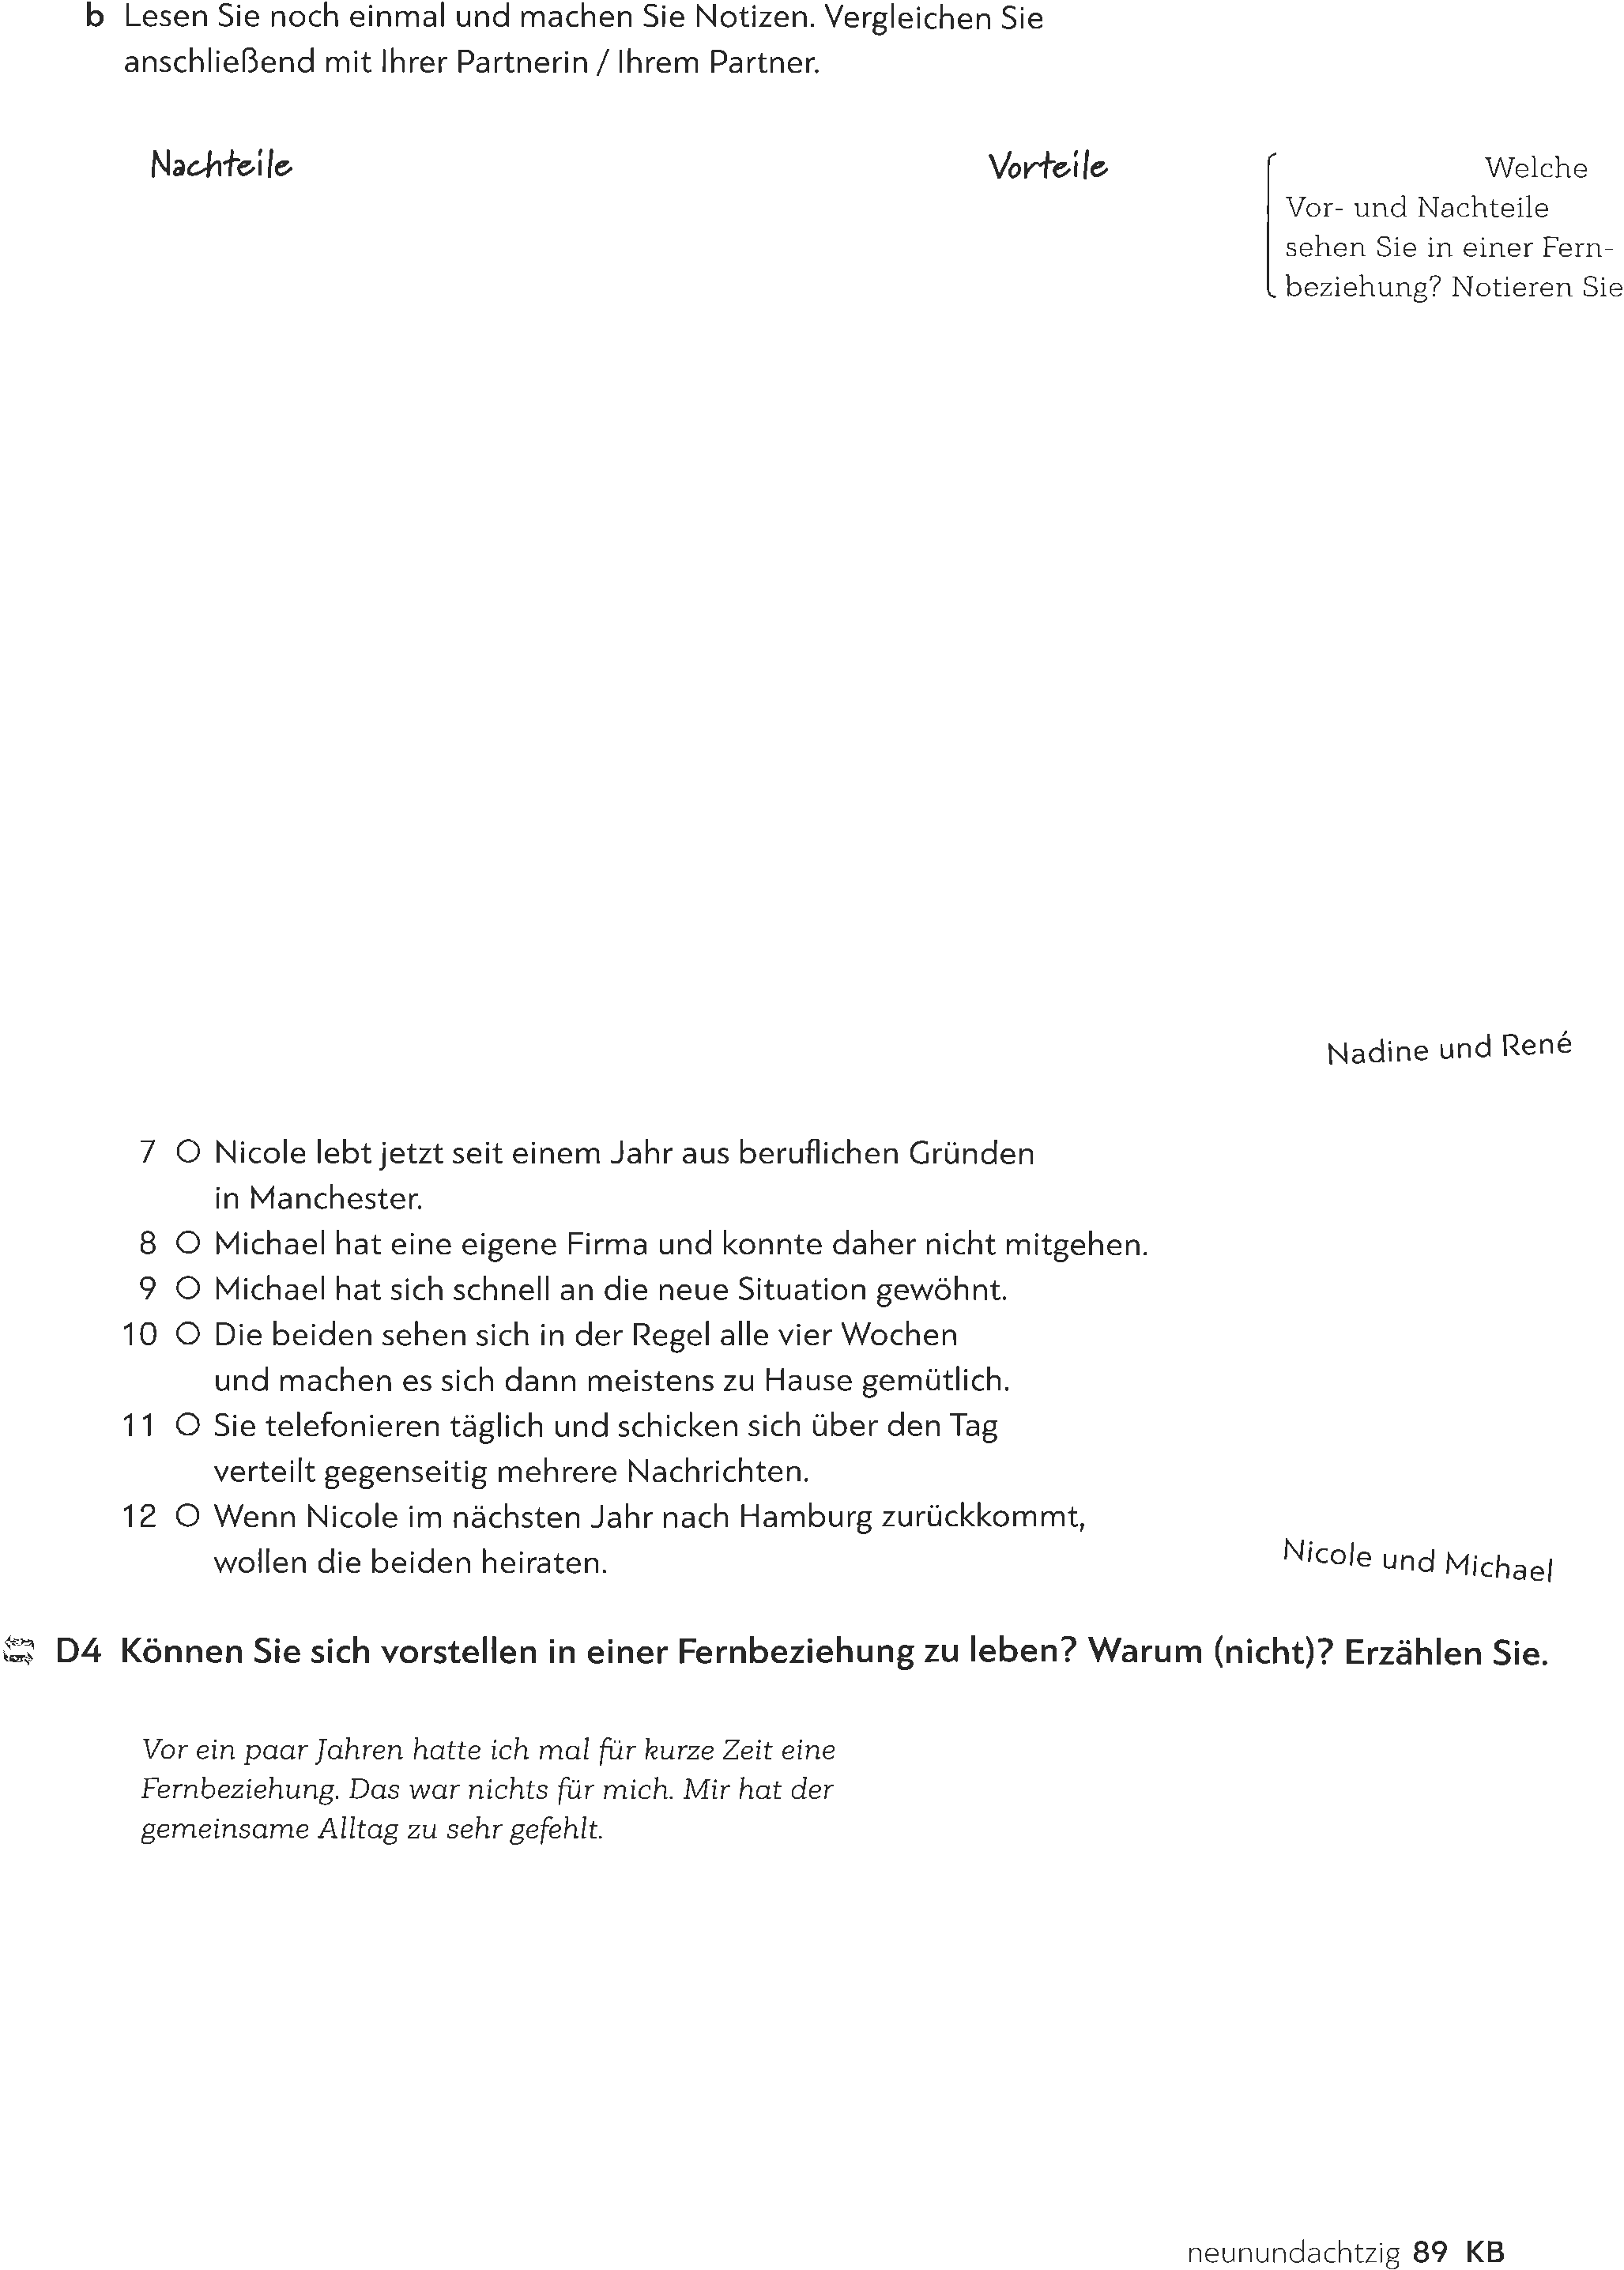 b Lesen Sie noch einmal und machen Sie Notizen. Vergleichen Sie
anschließend mit Ihrer Partnerin / Ihrem Partner.
Nachteile
Vorteile
Welche
Vor- und Nachteile
sehen Sie in einer Fern-
beziehung? Notieren Sie
Nadine und René
7 O Nicole lebt jetzt seit einem Jahr aus beruflichen Gründen
in Manchester.
8 O Michael hat eine eigene Firma und konnte daher nicht mitgehen.
9 O Michael hat sich schnell an die neue Situation gewöhnt.
10 O Die beiden sehen sich in der Regel alle vier Wochen
und machen es sich dann meistens zu Hause gemütlich.
11 O Sie telefonieren täglich und schicken sich über den Tag
verteilt gegenseitig mehrere Nachrichten.
12 O Wenn Nicole im nächsten Jahr nach Hamburg zurückkommt,
wollen die beiden heiraten.
Nicole und Michael
D4 Können Sie sich vorstellen in einer Fernbeziehung zu leben? Warum (nicht)? Erzählen Sie.
Vor ein paar Jahren hatte ich mal für kurze Zeit eine
Fernbeziehung. Das war nichts für mich. Mir hat der
gemeinsame Alltag zu sehr gefehlt.
neunundachtzig 89 KB